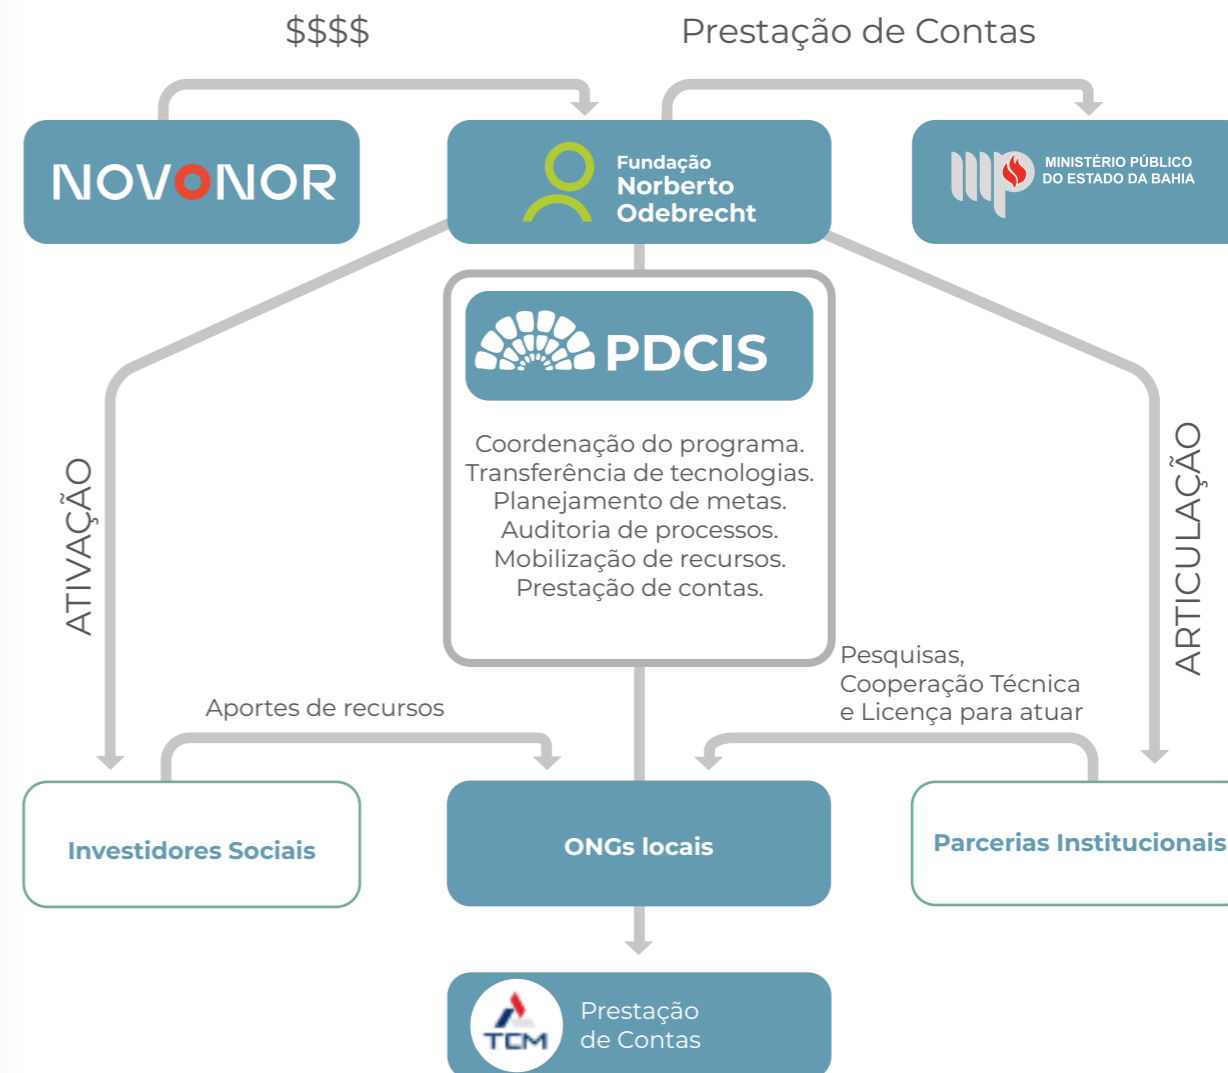 $$$$
Prestação de Contas
NOVONOR
Fundação
Norberto
Odebrecht
mp
MINISTÉRIO PÚBLICO
DO ESTADO DA BAHIA
PDCIS
Coordenação do programa.
Transferência de tecnologias.
Planejamento de metas.
Auditoria de processos.
Mobilização de recursos.
Prestação de contas.
ATIVAÇÃO
ARTICULAÇÃO
Aportes de recursos
Pesquisas,
Cooperação Técnica
e Licença para atuar
Investidores Sociais
ONGs locais
Parcerias Institucionais
TCM
Prestação
de Contas